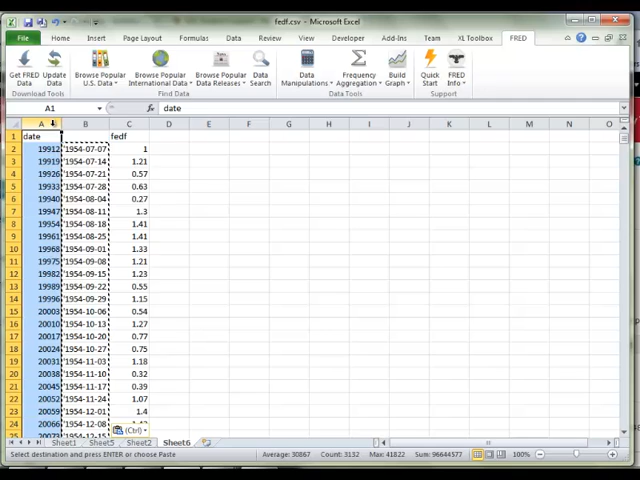 fedf.csv - Microsoft Excel
File Home Insert Page Layout Formulas Data Review View Developer Team XL Toolbox FRED
Get FRED Data Update Data Browse Popular U.S. Data Browse Popular International Data Browse Popular Data Releases Data Search Data Manipulations Frequency Aggregation Build Graph Quick Start FRED Info
Download Tools Find Data Data Tools Support
A1 fx date
A B C D E F G H I J K L M N O
1 date fedf
2 19912 '1954-07-07 1
3 19919 '1954-07-14 1.21
4 19926 '1954-07-21 0.57
5 19933 '1954-07-28 0.63
6 19940 '1954-08-04 0.27
7 19947 '1954-08-11 1.3
8 19954 '1954-08-18 1.41
9 19961 '1954-08-25 1.41
10 19968 '1954-09-01 1.33
11 19975 '1954-09-08 1.21
12 19982 '1954-09-15 1.23
13 19989 '1954-09-22 0.55
14 19996 '1954-09-29 1.15
15 20003 '1954-10-06 0.54
16 20010 '1954-10-13 1.27
17 20017 '1954-10-20 0.77
18 20024 '1954-10-27 0.75
19 20031 '1954-11-03 1.18
20 20038 '1954-11-10 0.32
21 20045 '1954-11-17 0.39
22 20052 '1954-11-24 1.07
23 20059 '1954-12-01 1.4
24 20066 '1954-12-08
25 20073 '1954-12-15 (Ctrl)
Sheet1 Sheet5 Sheet2 Sheet6
Select destination and press ENTER or choose Paste Average: 30867 Count: 3132 Max: 41822 Sum: 96644577 100%